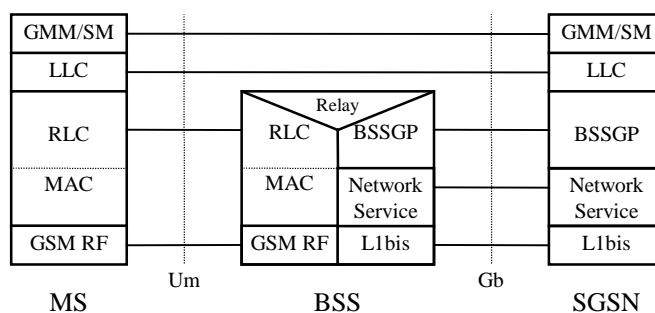 GMM/SM
GMM/SM
LLC
LLC
Relay
RLC
RLC
BSSGP
BSSGP
MAC
MAC
Network
Service
Network
Service
GSM RF
GSM RF
L1bis
L1bis
Um
Gb
MS
BSS
SGSN